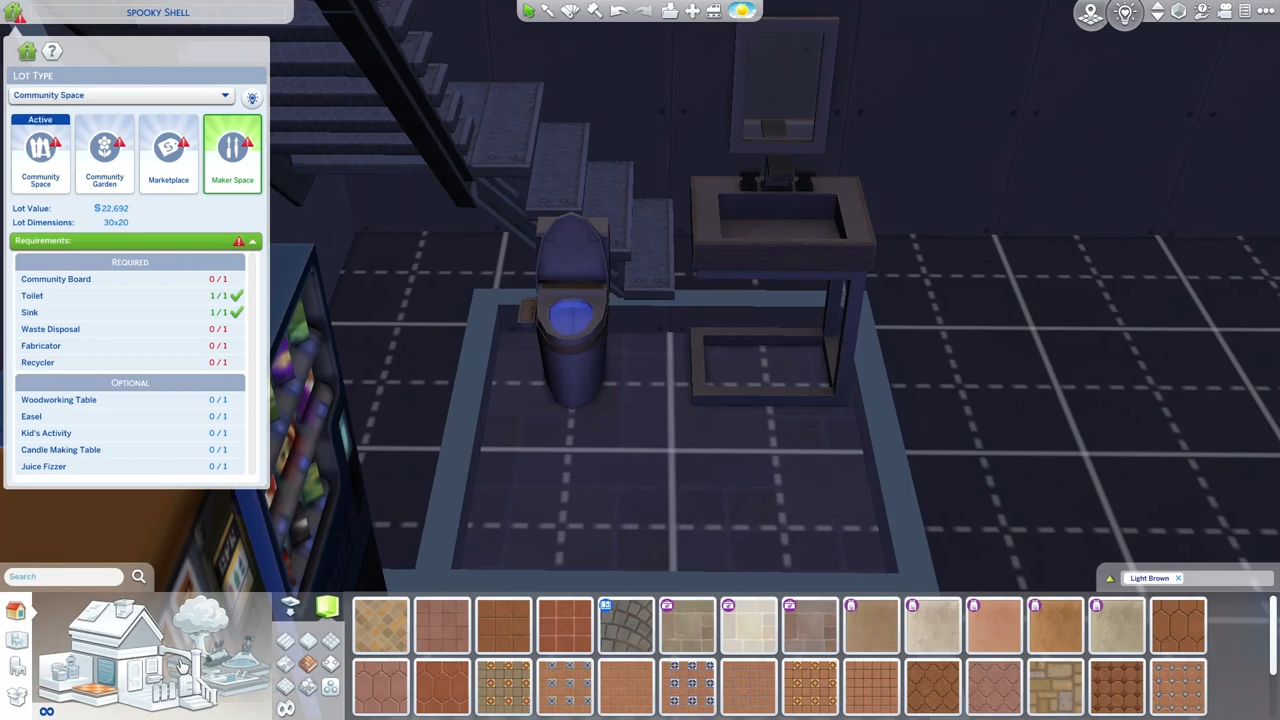 SPOOKY SHELL
LOT TYPE
Community Space
Active
Community Space
Community Garden
Marketplace
Maker Space
Lot Value: $22,692
Lot Dimensions: 30x20
Requirements:
REQUIRED
Community Board 0 / 1
Toilet 1 / 1
Sink 1 / 1
Waste Disposal 0 / 1
Fabricator 0 / 1
Recycler 0 / 1
OPTIONAL
Woodworking Table 0 / 1
Easel 0 / 1
Kid's Activity 0 / 1
Candle Making Table 0 / 1
Juice Fizzer 0 / 1
Search
Light Brown